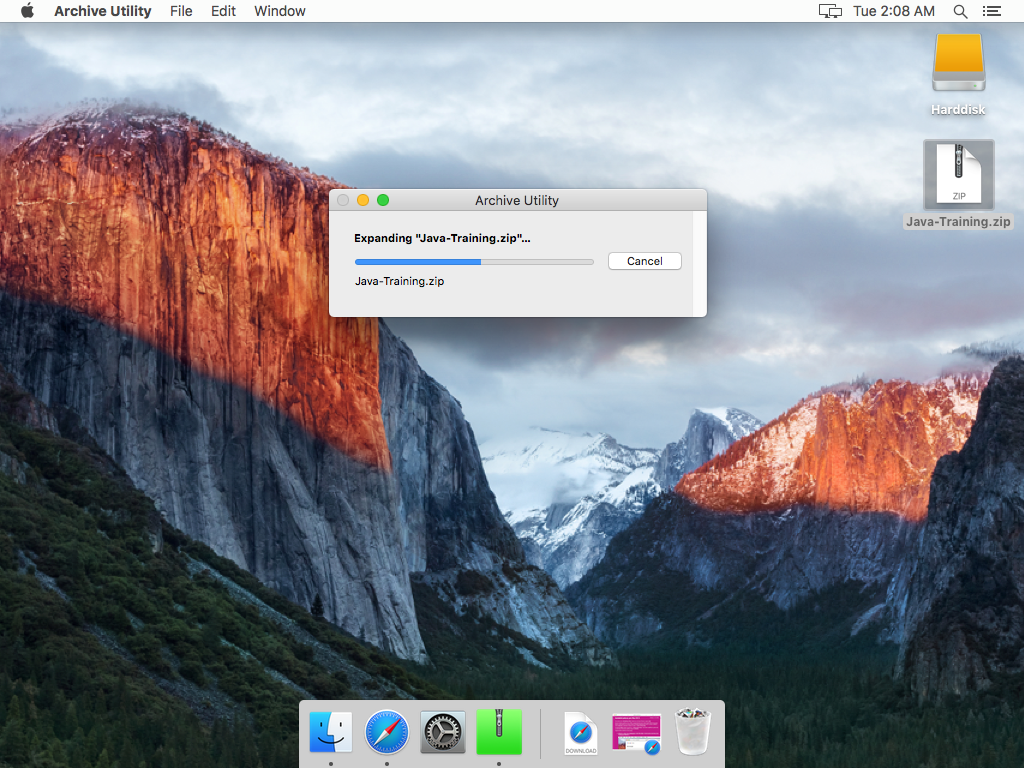 Archive Utility File Edit Window Tue 2:08 AM
Harddisk
ZIP
Java-Training.zip
Archive Utility
Expanding "Java-Training.zip"...
Cancel
Java-Training.zip
DOWNLOAD